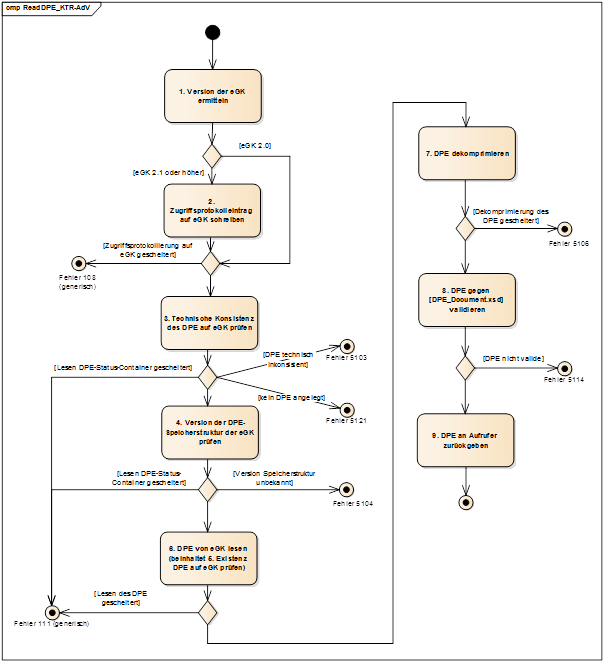 omp ReadDPE_KTR-AdV
1. Version der eGK
ermitteln
[eGK 2.0]
[eGK 2.1 oder höher]
2.
Zugriffsprotokolleintrag
auf eGK schreiben
[Zugriffsprotokollierung auf
eGK gescheitert]
Fehler 108
(generisch)
3. Technische Konsistenz
des DPE auf eGK prüfen
[DPE technisch
inkonsistent]
Fehler 5103
[Lesen DPE-Status-Container gescheitert]
[kein DPE angelegt]
Fehler 5121
4. Version der DPE-
Speicherstruktur der eGK
prüfen
[Lesen DPE-Status-
Container gescheitert]
[Version Speicherstruktur
unbekannt]
Fehler 5104
6. DPE von eGK lesen
(beinhaltet 5. Existenz
DPE auf eGK prüfen)
[Lesen des DPE
gescheitert]
Fehler 111 (generisch)
7. DPE dekomprimieren
[Dekomprimierung des
DPE gescheitert]
Fehler 5106
8. DPE gegen
[DPE_Document.xsd]
validieren
[DPE nicht valide]
Fehler 5114
9. DPE an Aufrufer
zurückgeben